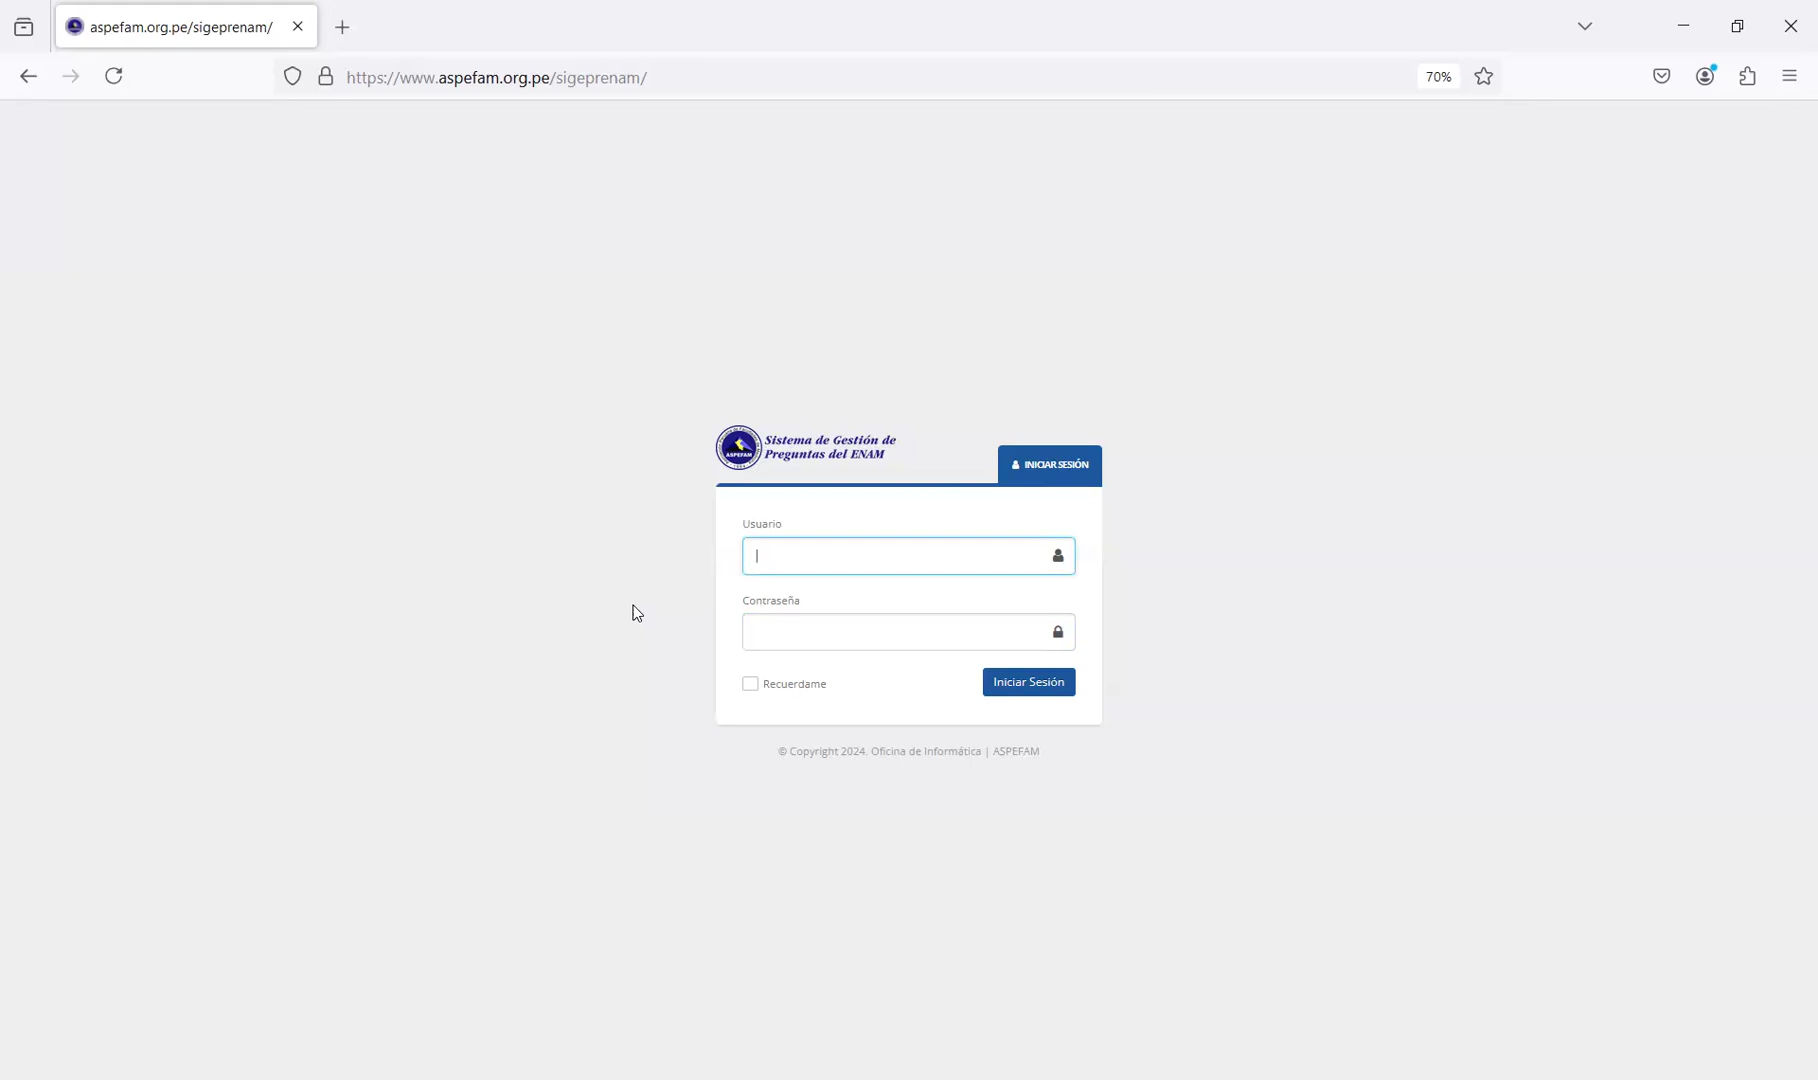 aspefam.org.pe/sigeprenam/
https://www.aspefam.org.pe/sigeprenam/
70%
ASPEFAM
Sistema de Gestión de
Preguntas del ENAM
INICIAR SESIÓN
Usuario
Contraseña
Recuerdame
Iniciar Sesión
© Copyright 2024. Oficina de Informática | ASPEFAM